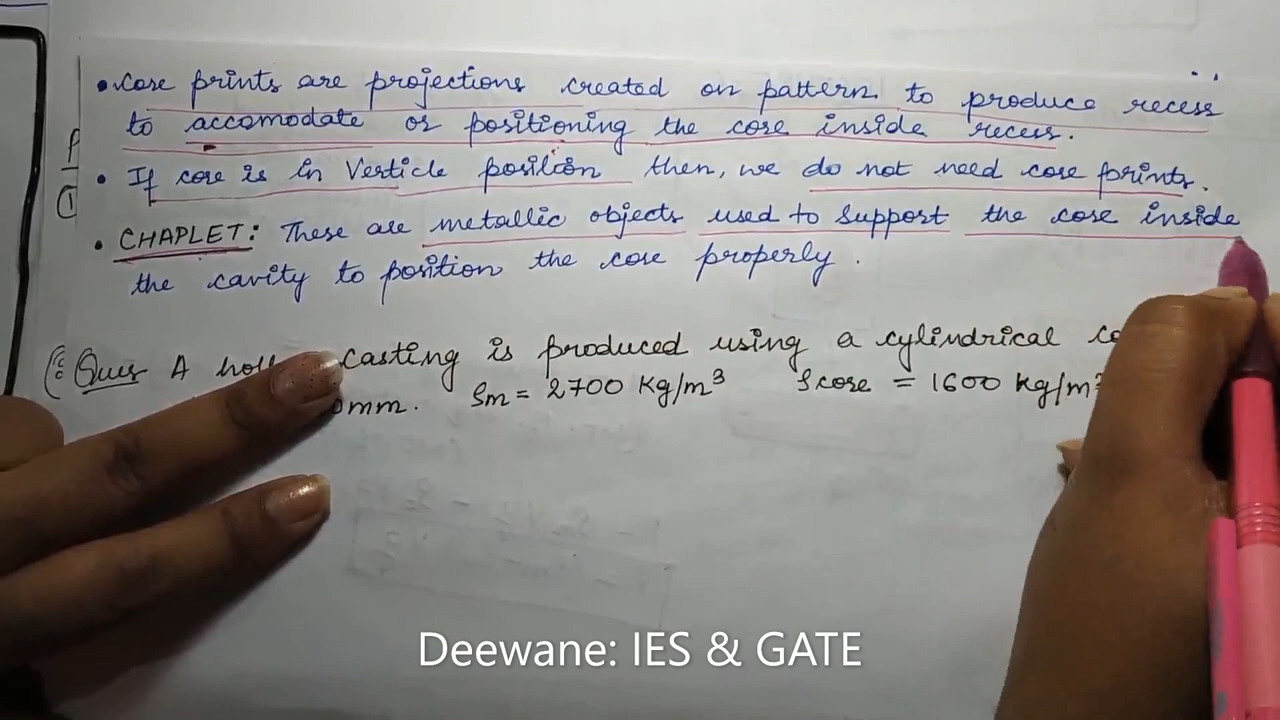 • Core prints are projections created on pattern to produce recess
to accomodate or positioning the core inside recess.
• If core is in Verticle position then, we do not need core prints.
• CHAPLET: These are metallic objects used to support the core inside
the cavity to position the core properly.
Ques A casting is produced using a cylindrical
mm. ρm = 2700 Kg/m³ ρcore = 1600 kg/m³
Deewane: IES & GATE